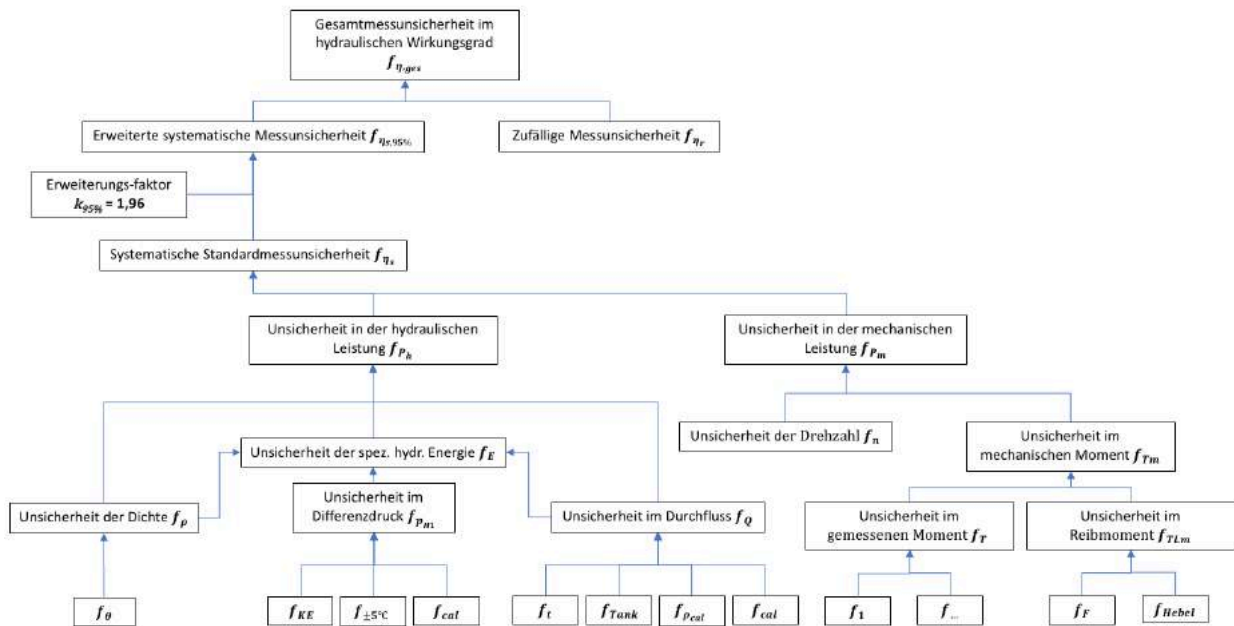 Gesamtmessunsicherheit im
hydraulischen Wirkungsgrad
f_η,ges
Erweiterte systematische Messunsicherheit f_ηs,95%
Zufällige Messunsicherheit f_ηr
Erweiterungs-faktor
k_95% = 1,96
Systematische Standardmessunsicherheit f_ηs
Unsicherheit in der hydraulischen
Leistung f_Ph
Unsicherheit in der mechanischen
Leistung f_Pm
Unsicherheit der Drehzahl f_n
Unsicherheit im
mechanischen Moment f_Tm
Unsicherheit der spez. hydr. Energie f_E
Unsicherheit der Dichte f_ρ
Unsicherheit im
Differenzdruck f_pM1
Unsicherheit im Durchfluss f_Q
Unsicherheit im
gemessenen Moment f_T
Unsicherheit im
Reibmoment f_TLm
f_θ
f_KE
f_±5°C
f_cal
f_t
f_Tank
f_ρcal
f_cal
f_1
f_...
f_F
f_Hebel